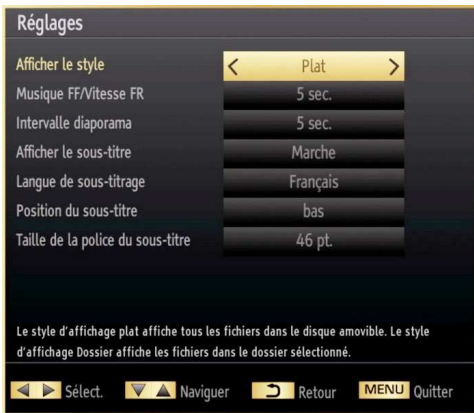 Réglages
Afficher le style < Plat >
Musique FF/Vitesse FR 5 sec.
Intervalle diaporama 5 sec.
Afficher le sous-titre Marche
Langue de sous-titrage Français
Position du sous-titre bas
Taille de la police du sous-titre 46 pt.
Le style d'affichage plat affiche tous les fichiers dans le disque amovible. Le style
d'affichage Dossier affiche les fichiers dans le dossier sélectionné.
Sélect. Naviguer Retour MENU Quitter